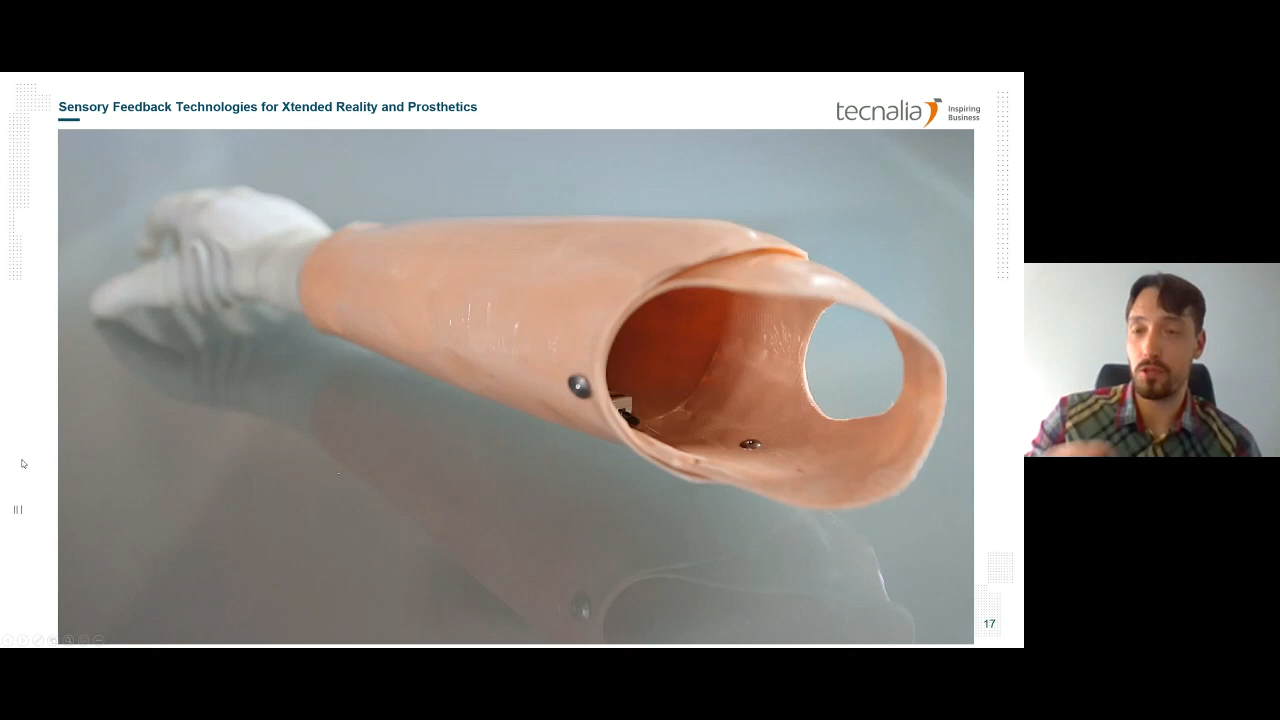 Sensory Feedback Technologies for Xtended Reality and Prosthetics
tecnalia
Inspiring
Business
17